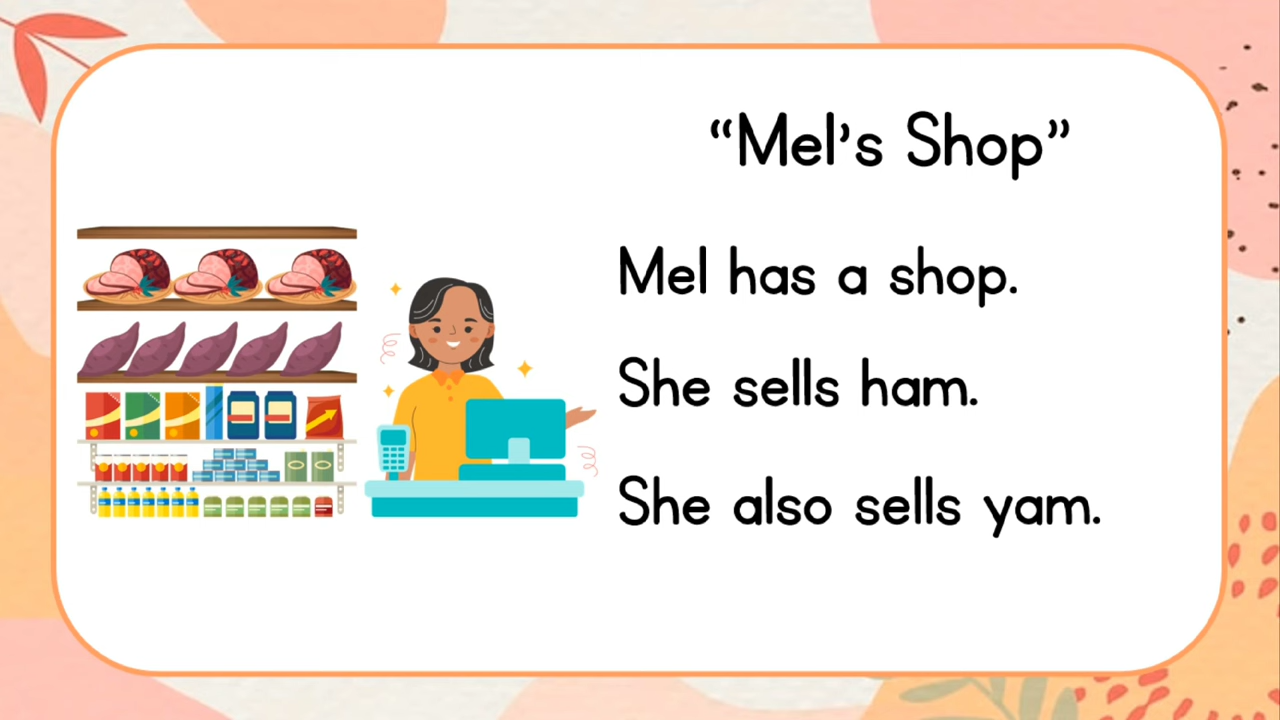 “Mel’s Shop”
Mel has a shop.
She sells ham.
She also sells yam.